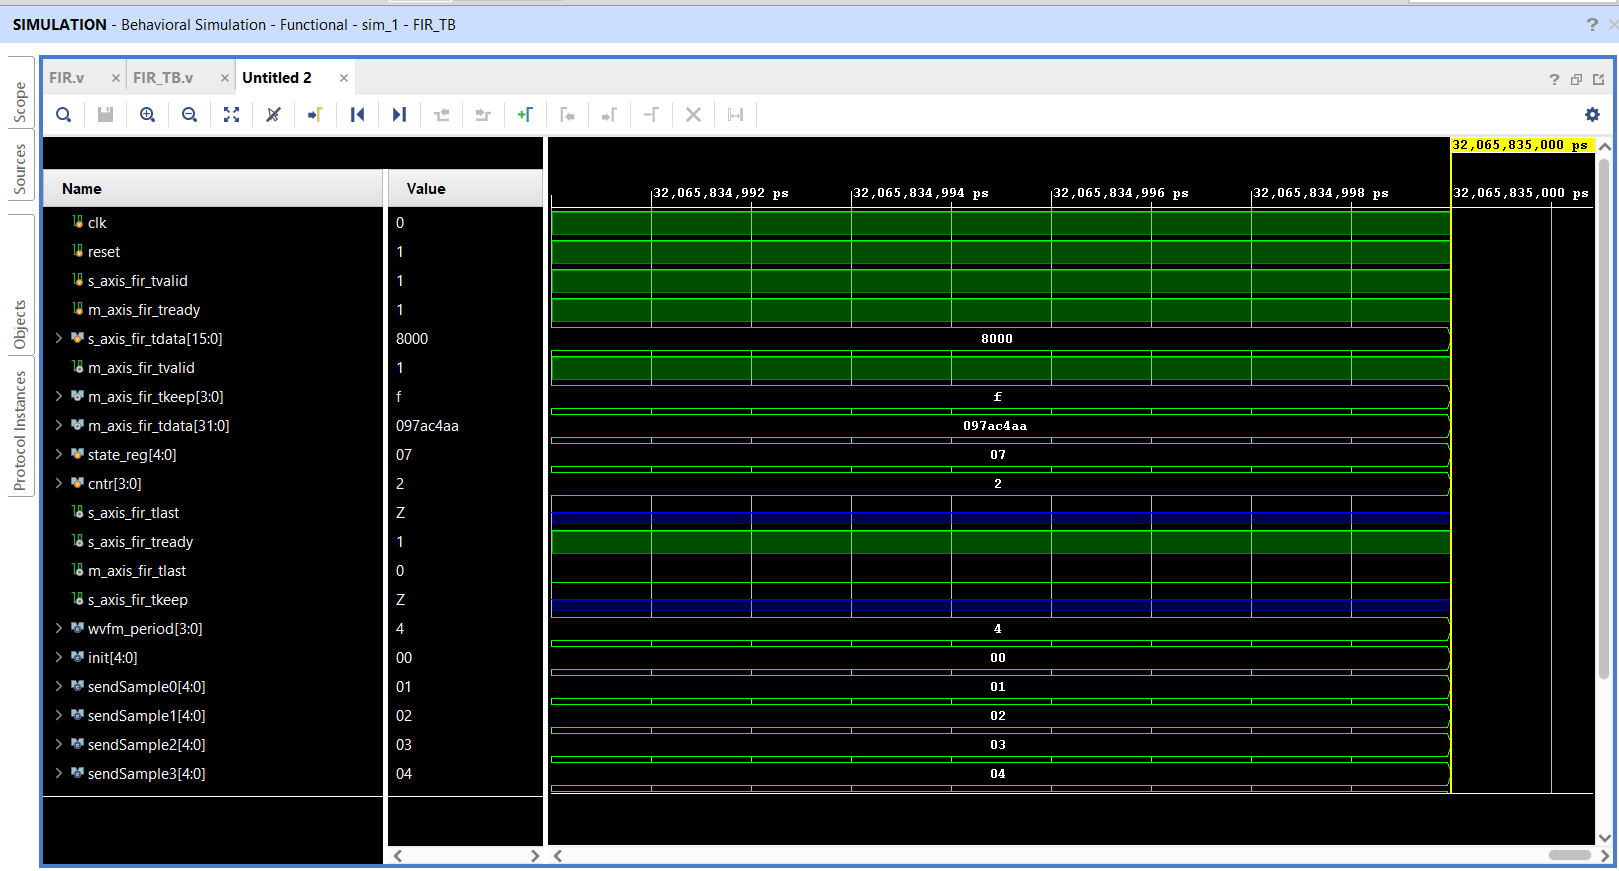 SIMULATION - Behavioral Simulation - Functional - sim_1 - FIR_TB
?
Scope
Sources
Objects
Protocol Instances
FIR.v × FIR_TB.v × Untitled 2 ×
?
32,065,835,000 ps
Name Value
32,065,834,992 ps 32,065,834,994 ps 32,065,834,996 ps 32,065,834,998 ps 32,065,835,000 ps
clk 0
reset 1
s_axis_fir_tvalid 1
m_axis_fir_tready 1
s_axis_fir_tdata[15:0] 8000 8000
m_axis_fir_tvalid 1
m_axis_fir_tkeep[3:0] f f
m_axis_fir_tdata[31:0] 097ac4aa 097ac4aa
state_reg[4:0] 07 07
cntr[3:0] 2 2
s_axis_fir_tlast Z
s_axis_fir_tready 1
m_axis_fir_tlast 0
s_axis_fir_tkeep Z
wvfm_period[3:0] 4 4
init[4:0] 00 00
sendSample0[4:0] 01 01
sendSample1[4:0] 02 02
sendSample2[4:0] 03 03
sendSample3[4:0] 04 04